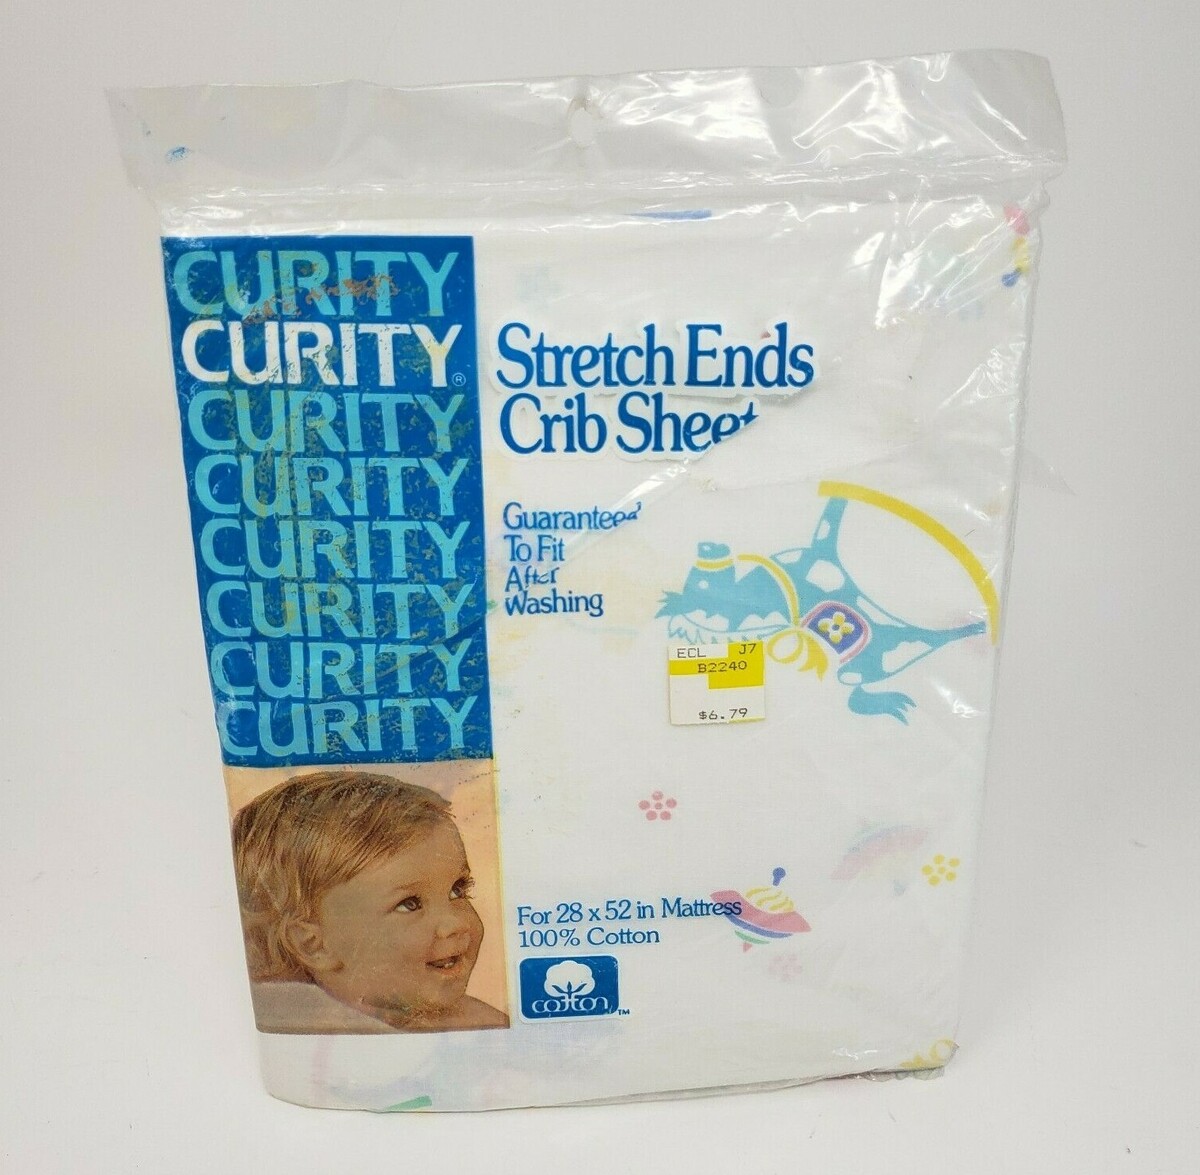 CURITY
CURITY®
CURITY
CURITY
CURITY
CURITY
CURITY
CURITY
Stretch Ends
Crib Sheet
Guaranteed
To Fit
After
Washing
ECL J7
B2240
$6.79
For 28 x 52 in Mattress
100% Cotton
cotton ™